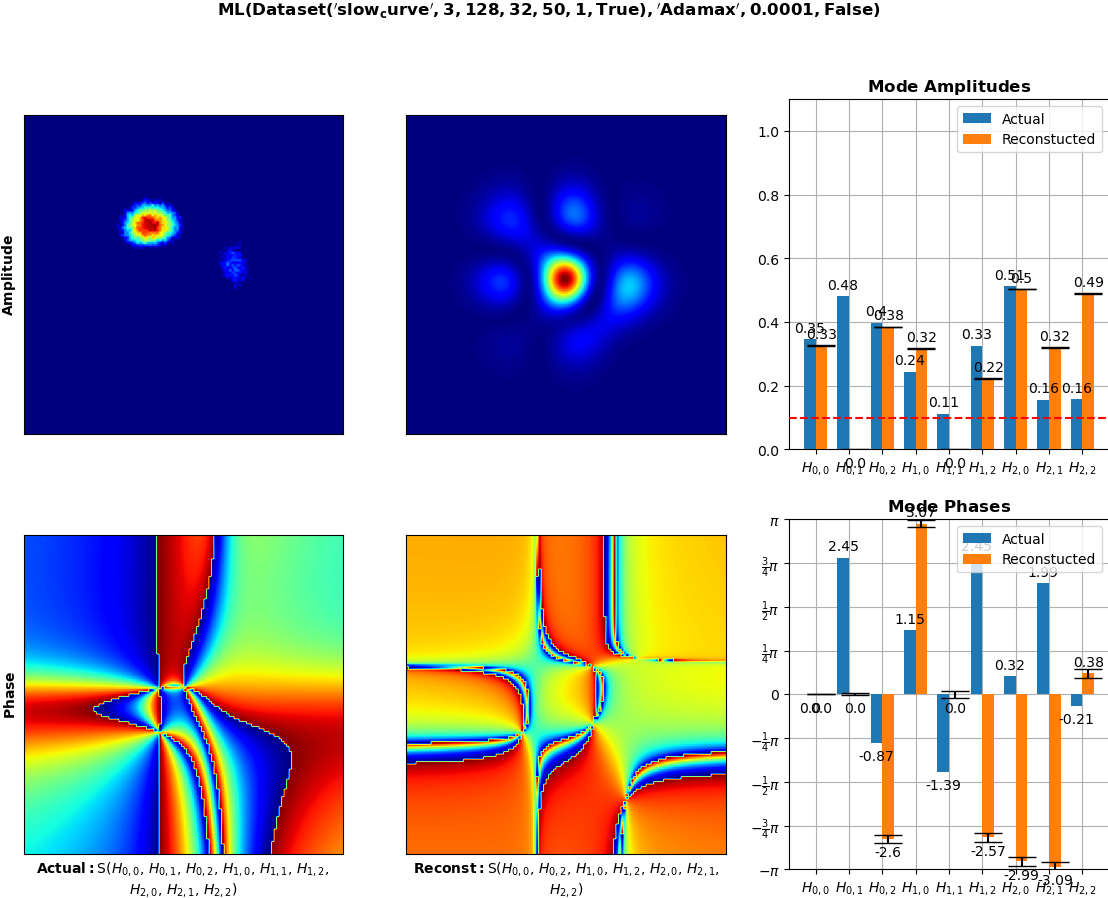 ML(Dataset('slow_curve', 3, 128, 32, 50, 1, True), 'Adamax', 0.0001, False)
Amplitude
Mode Amplitudes
Actual
Reconstucted
1.0
0.8
0.6
0.4
0.2
0.0
0.35
0.33
0.48
0.0
0.4
0.38
0.24
0.32
0.11
0.0
0.33
0.22
0.51
0.5
0.16
0.32
0.16
0.49
H0,0 H0,1 H0,2 H1,0 H1,1 H1,2 H2,0 H2,1 H2,2
Phase
Mode Phases
Actual
Reconstucted
π
3/4π
1/2π
1/4π
0
−1/4π
−1/2π
−3/4π
−π
0.0
0.0
2.45
0.0
-0.87
-2.6
1.15
3.07
-1.39
0.0
2.45
-2.57
0.32
-2.99
1.99
-3.09
-0.21
0.38
H0,0 H0,1 H0,2 H1,0 H1,1 H1,2 H2,0 H2,1 H2,2
Actual: S(H0,0, H0,1, H0,2, H1,0, H1,1, H1,2,
H2,0, H2,1, H2,2)
Reconst: S(H0,0, H0,2, H1,0, H1,2, H2,0, H2,1,
H2,2)